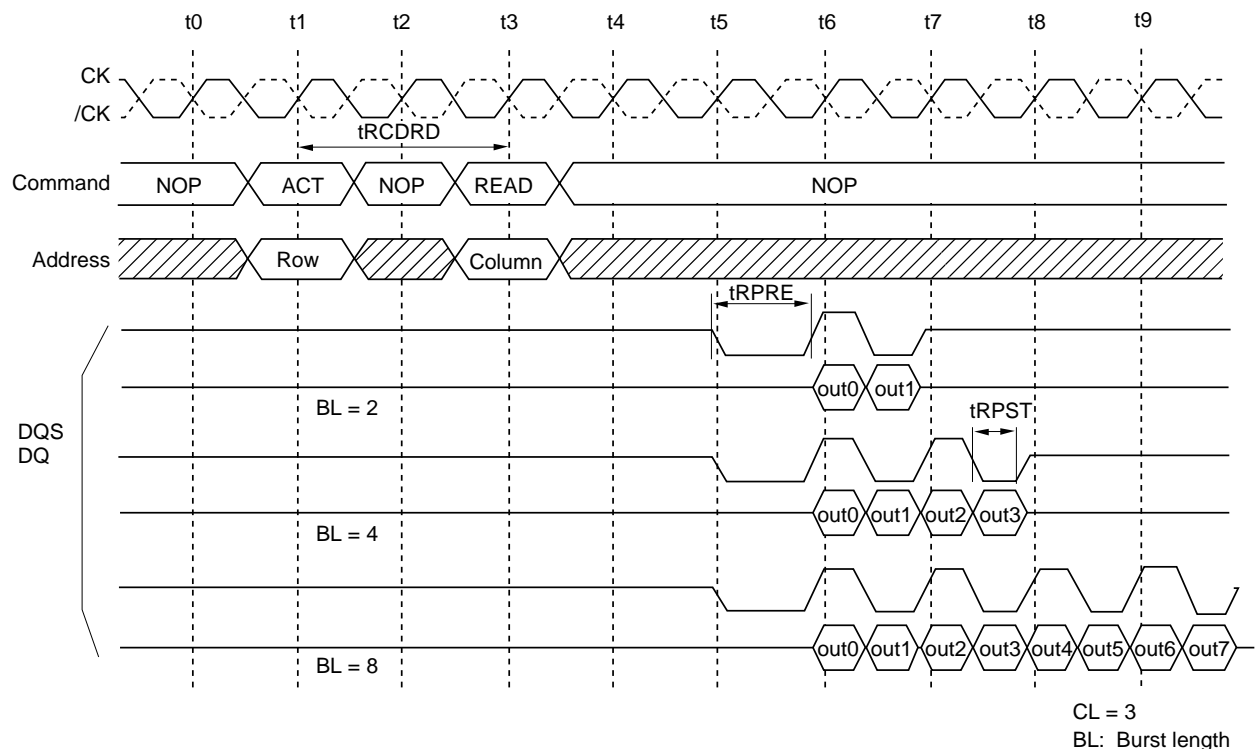 t0 t1 t2 t3 t4 t5 t6 t7 t8 t9
CK
/CK
tRCDRD
Command NOP ACT NOP READ NOP
Address Row Column
tRPRE
out0 out1
BL = 2
tRPST
DQS
DQ
out0 out1 out2 out3
BL = 4
out0 out1 out2 out3 out4 out5 out6 out7
BL = 8
CL = 3
BL: Burst length